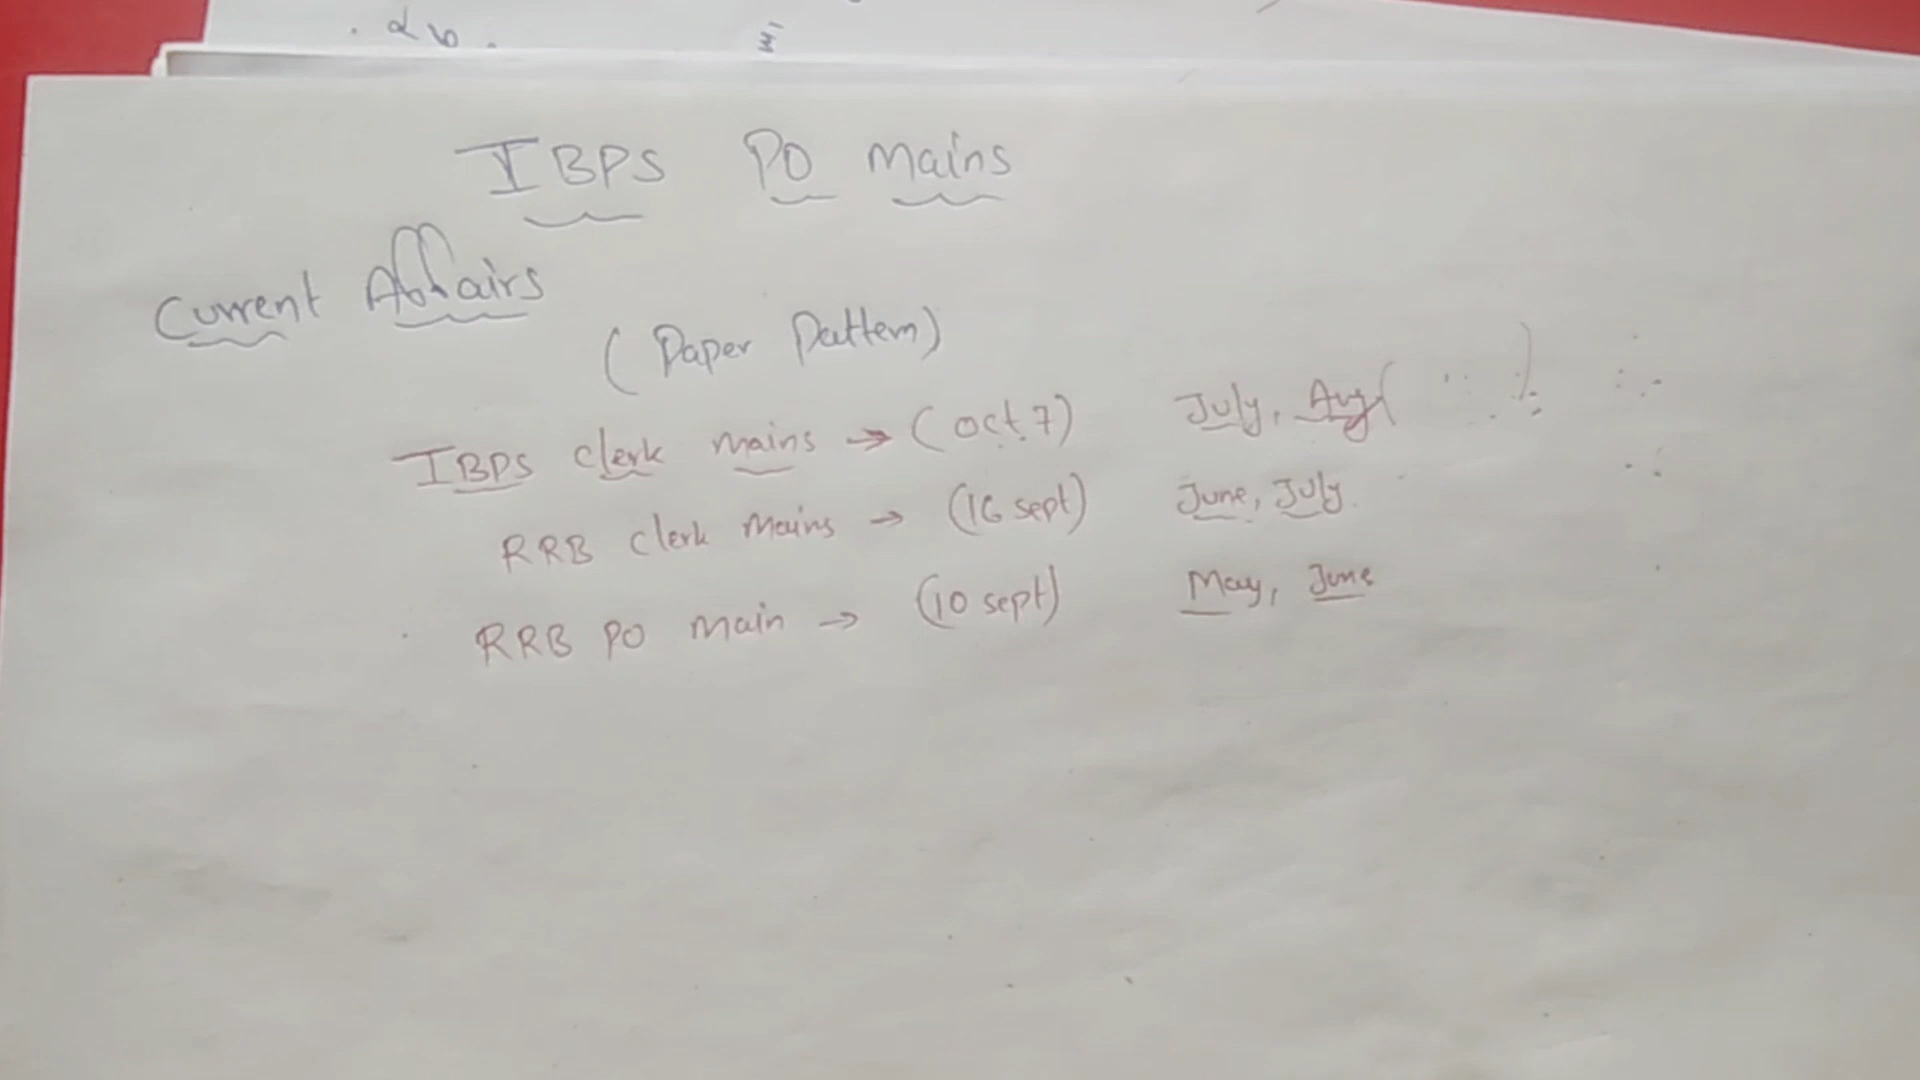 IBPS PO Mains
Current Affairs
(Paper Pattern)
IBPS clerk mains → (oct.7) July, Aug (      )
RRB clerk Mains → (16 sept) June, July
RRB PO main → (10 sept) May, June